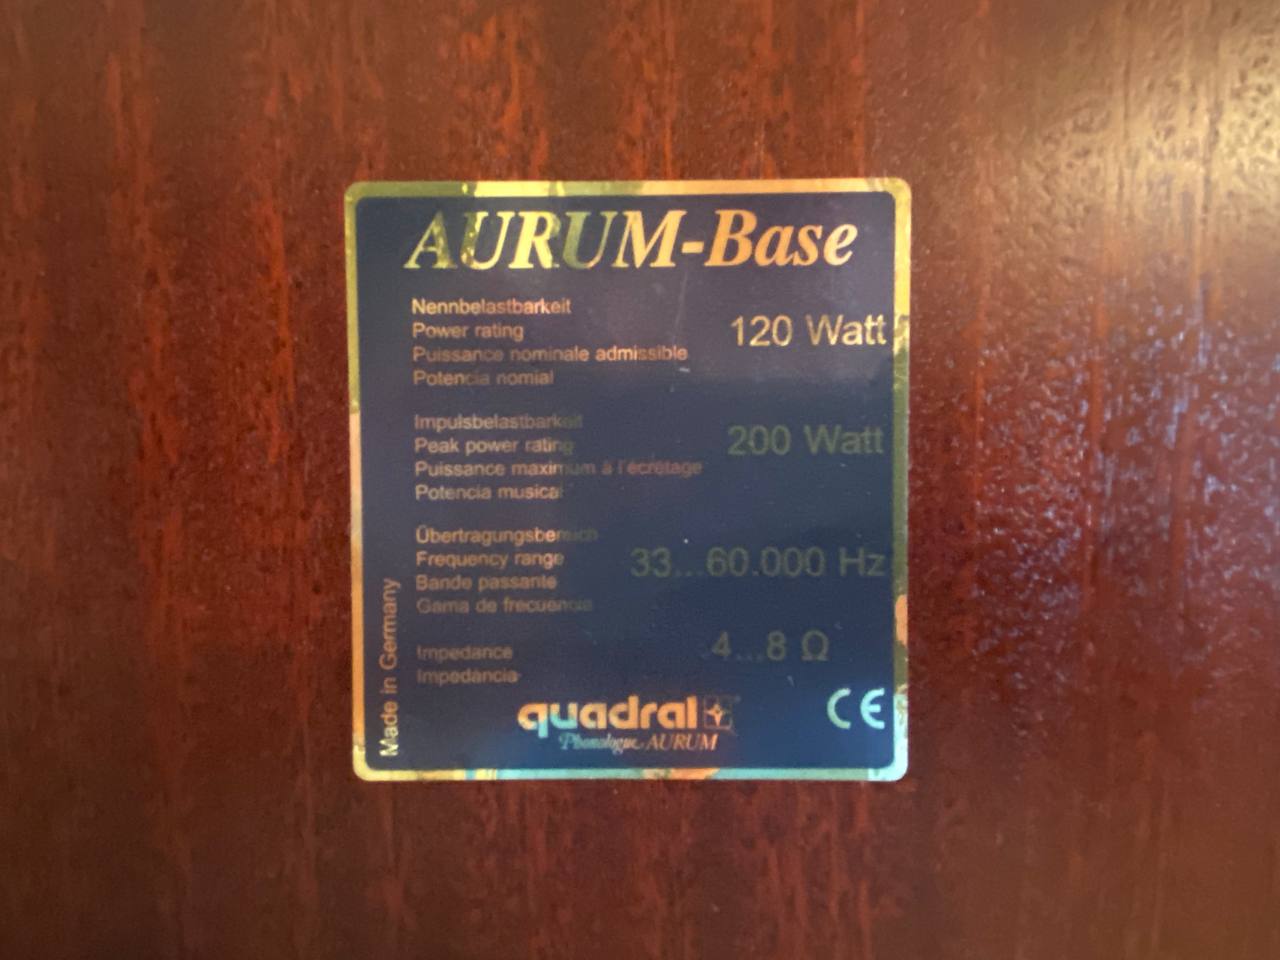 AURUM-Base
Nennbelastbarkeit
Power rating
120 Watt
Puissance nominale admissible
Potencia nomial
Impulsbelastbarkeit
Peak power rating
200 Watt
Puissance maximum à l'écrêtage
Potencia musical
Übertragungsbereich
Frequency range
33...60.000 Hz
Bande passante
Gama de frecuencia
Impedance
4...8 Ω
Impedancia
Made in Germany
quadral
Phonologue AURUM
CE